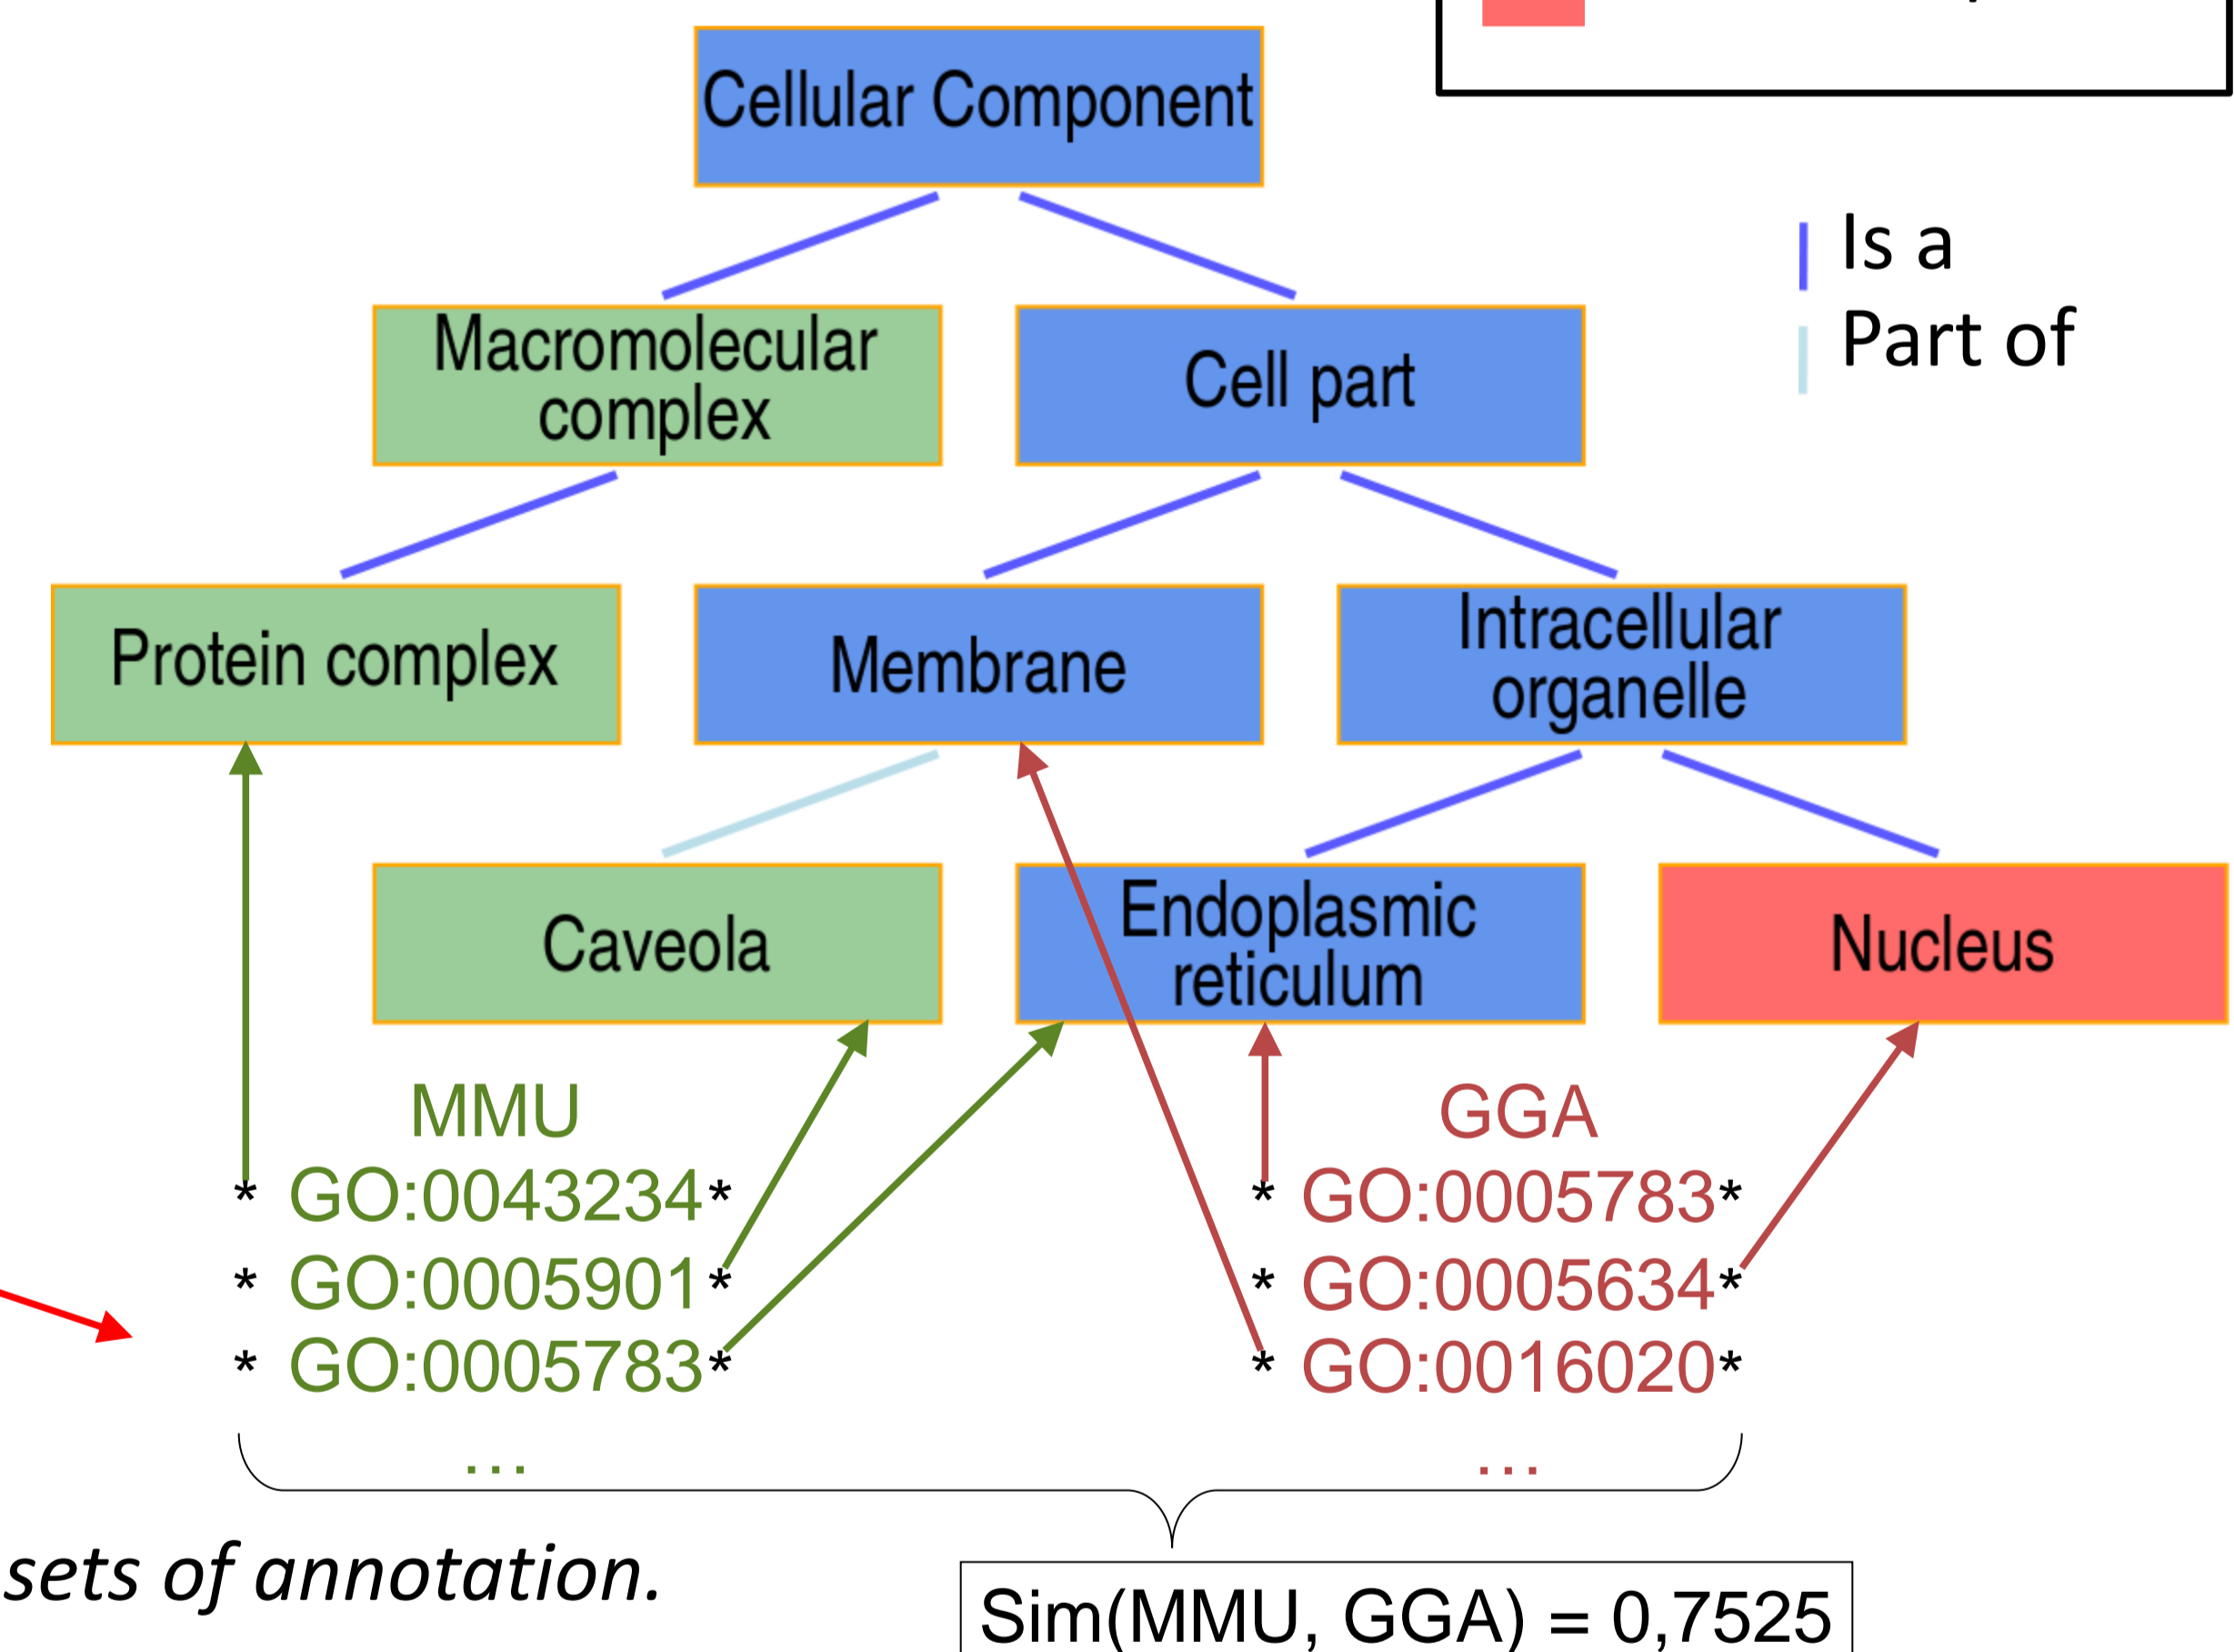 Cellular Component
Is a
Part of
Macromolecular
complex
Cell part
Protein complex
Membrane
Intracellular
organelle
Caveola
Endoplasmic
reticulum
Nucleus
MMU
* GO:0043234*
* GO:0005901*
* GO:0005783*
...
GGA
* GO:0005783*
* GO:0005634*
* GO:0016020*
...
sets of annotation.
Sim(MMU, GGA) = 0,7525